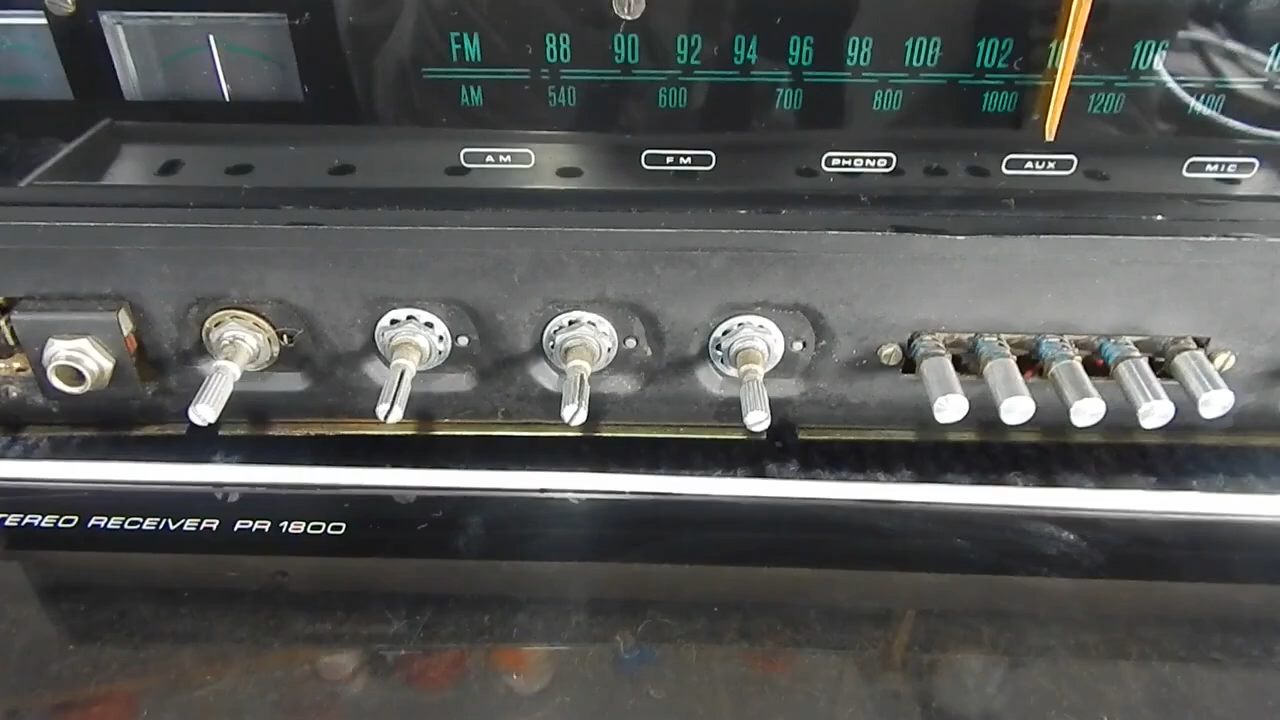 FM 88 90 92 94 96 98 100 102 106
AM 540 600 700 800 1000 1200 1400
AM FM PHONO AUX MIC
TEREO RECEIVER PR 1800